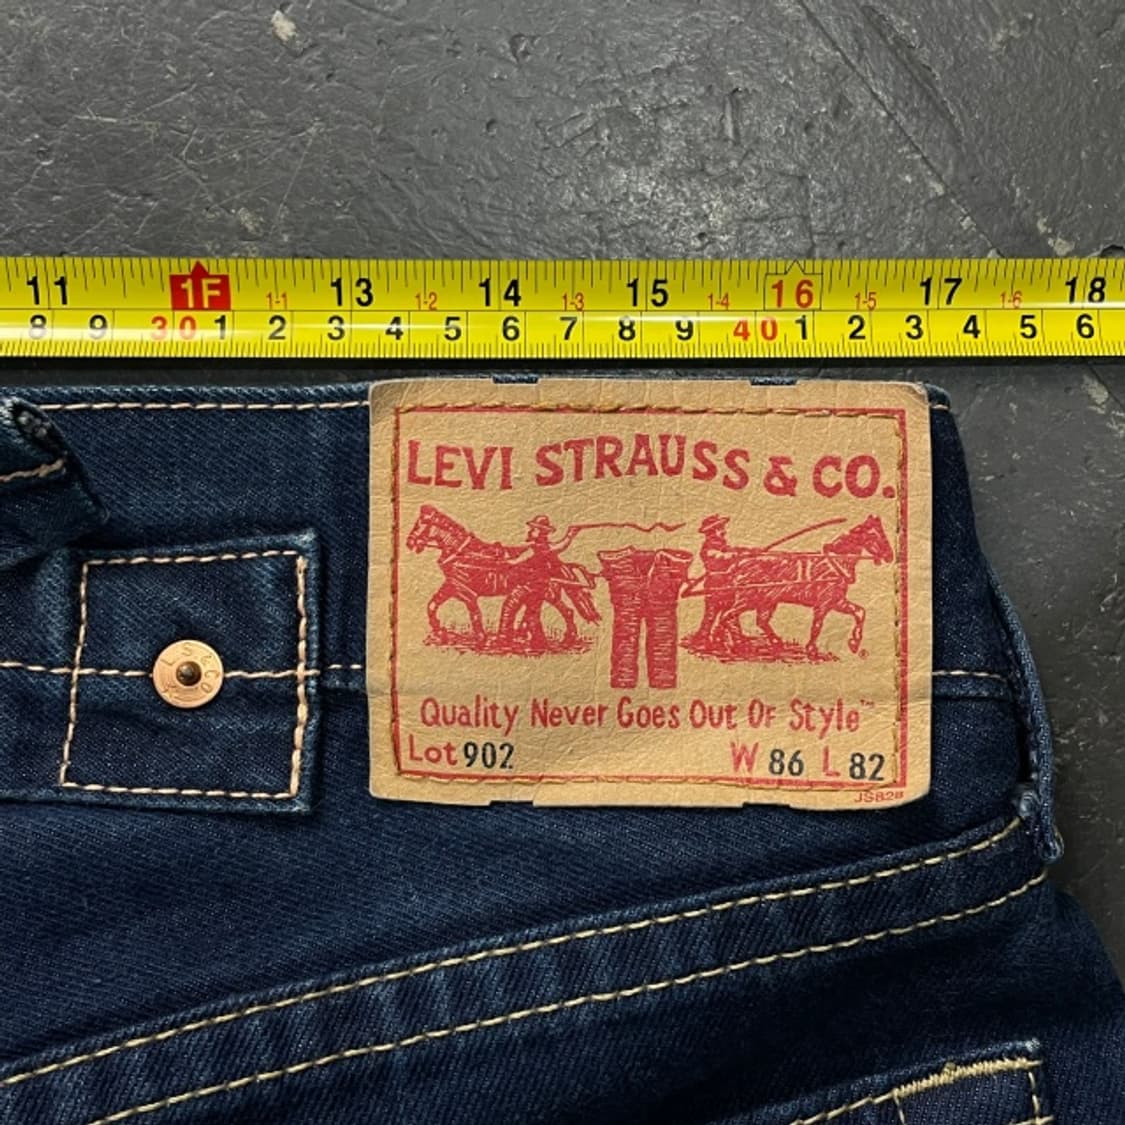 11 1F 1-1 13 1-2 14 1-3 15 1-4 16 1-5 17 1-6 18
8 9 30 1 2 3 4 5 6 7 8 9 40 1 2 3 4 5 6
LEVI STRAUSS & CO.
®
Quality Never Goes Out Of Style™
Lot 902 W 86 L 82
JS828
L S & CO